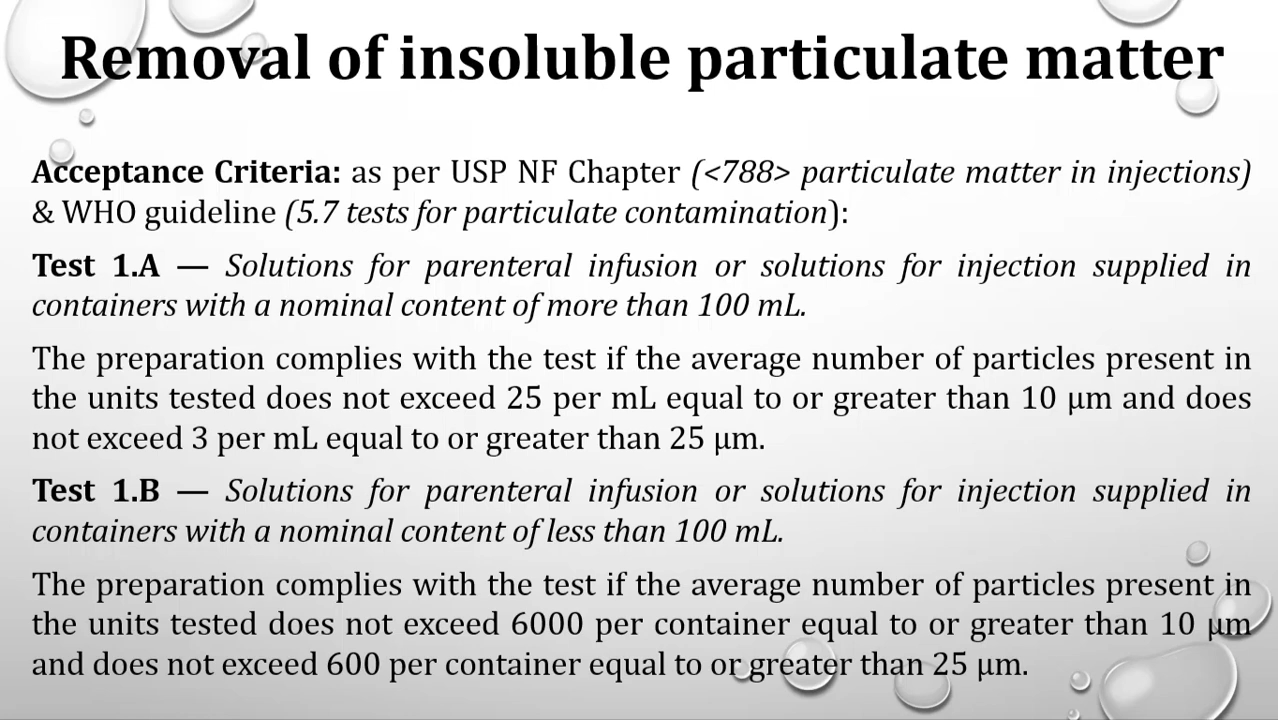 Removal of insoluble particulate matter
Acceptance Criteria: as per USP NF Chapter (<788> particulate matter in injections)
& WHO guideline (5.7 tests for particulate contamination):
Test 1.A — Solutions for parenteral infusion or solutions for injection supplied in
containers with a nominal content of more than 100 mL.
The preparation complies with the test if the average number of particles present in
the units tested does not exceed 25 per mL equal to or greater than 10 µm and does
not exceed 3 per mL equal to or greater than 25 µm.
Test 1.B — Solutions for parenteral infusion or solutions for injection supplied in
containers with a nominal content of less than 100 mL.
The preparation complies with the test if the average number of particles present in
the units tested does not exceed 6000 per container equal to or greater than 10 µm
and does not exceed 600 per container equal to or greater than 25 µm.